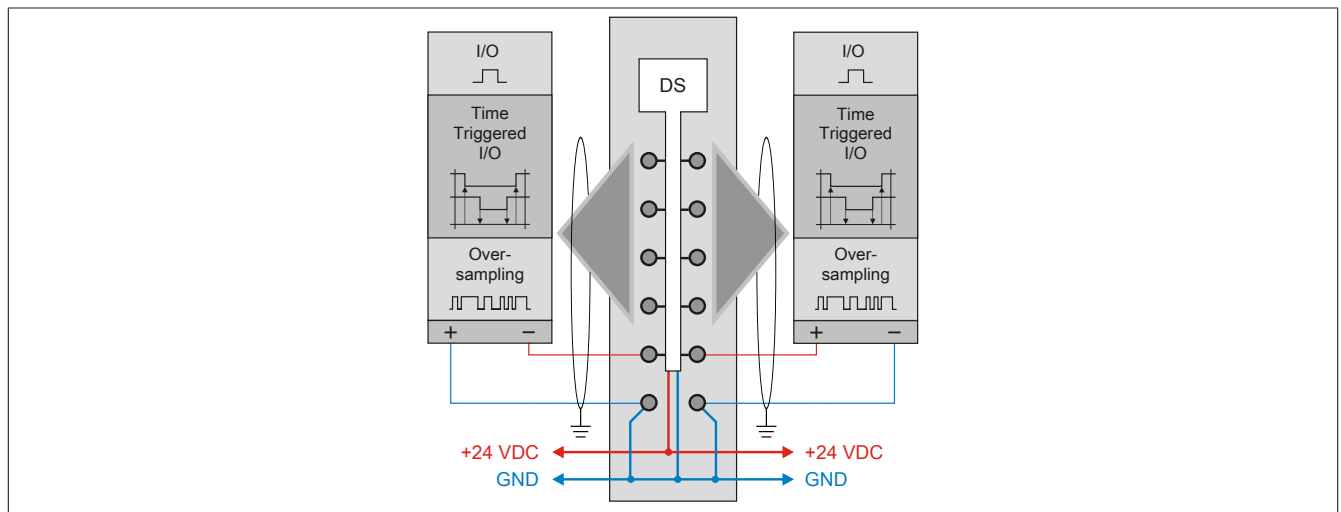 I/O
Time
Triggered
I/O
Over-
sampling
+ −
DS
I/O
Time
Triggered
I/O
Over-
sampling
+ −
+24 VDC
+24 VDC
GND
GND